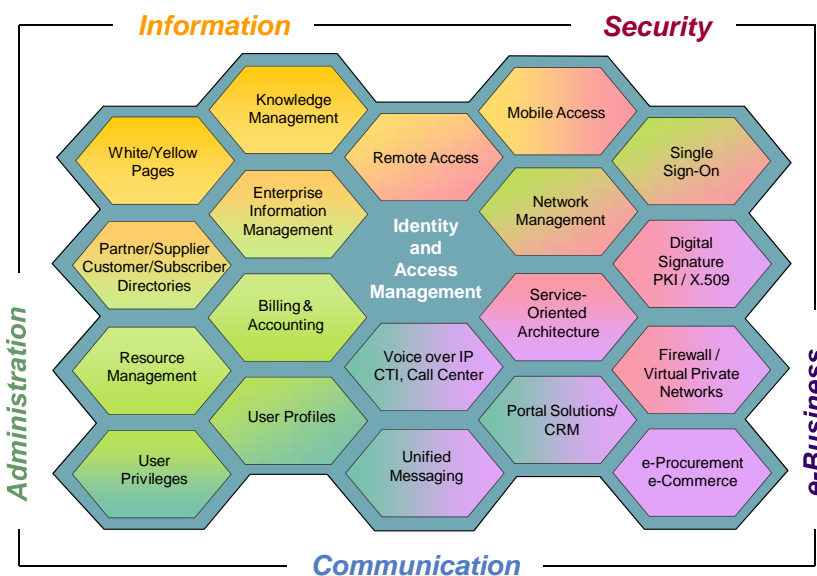 Information
Security
Knowledge
Management
Mobile Access
White/Yellow
Pages
Remote Access
Single
Sign-On
Enterprise
Information
Management
Network
Management
Identity
and
Access
Management
Partner/Supplier
Customer/Subscriber
Directories
Digital
Signature
PKI / X.509
Billing &
Accounting
Service-
Oriented
Architecture
Resource
Management
Voice over IP
CTI, Call Center
Firewall /
Virtual Private
Networks
User Profiles
Portal Solutions/
CRM
User
Privileges
Unified
Messaging
e-Procurement
e-Commerce
Administration
e-Business
Communication